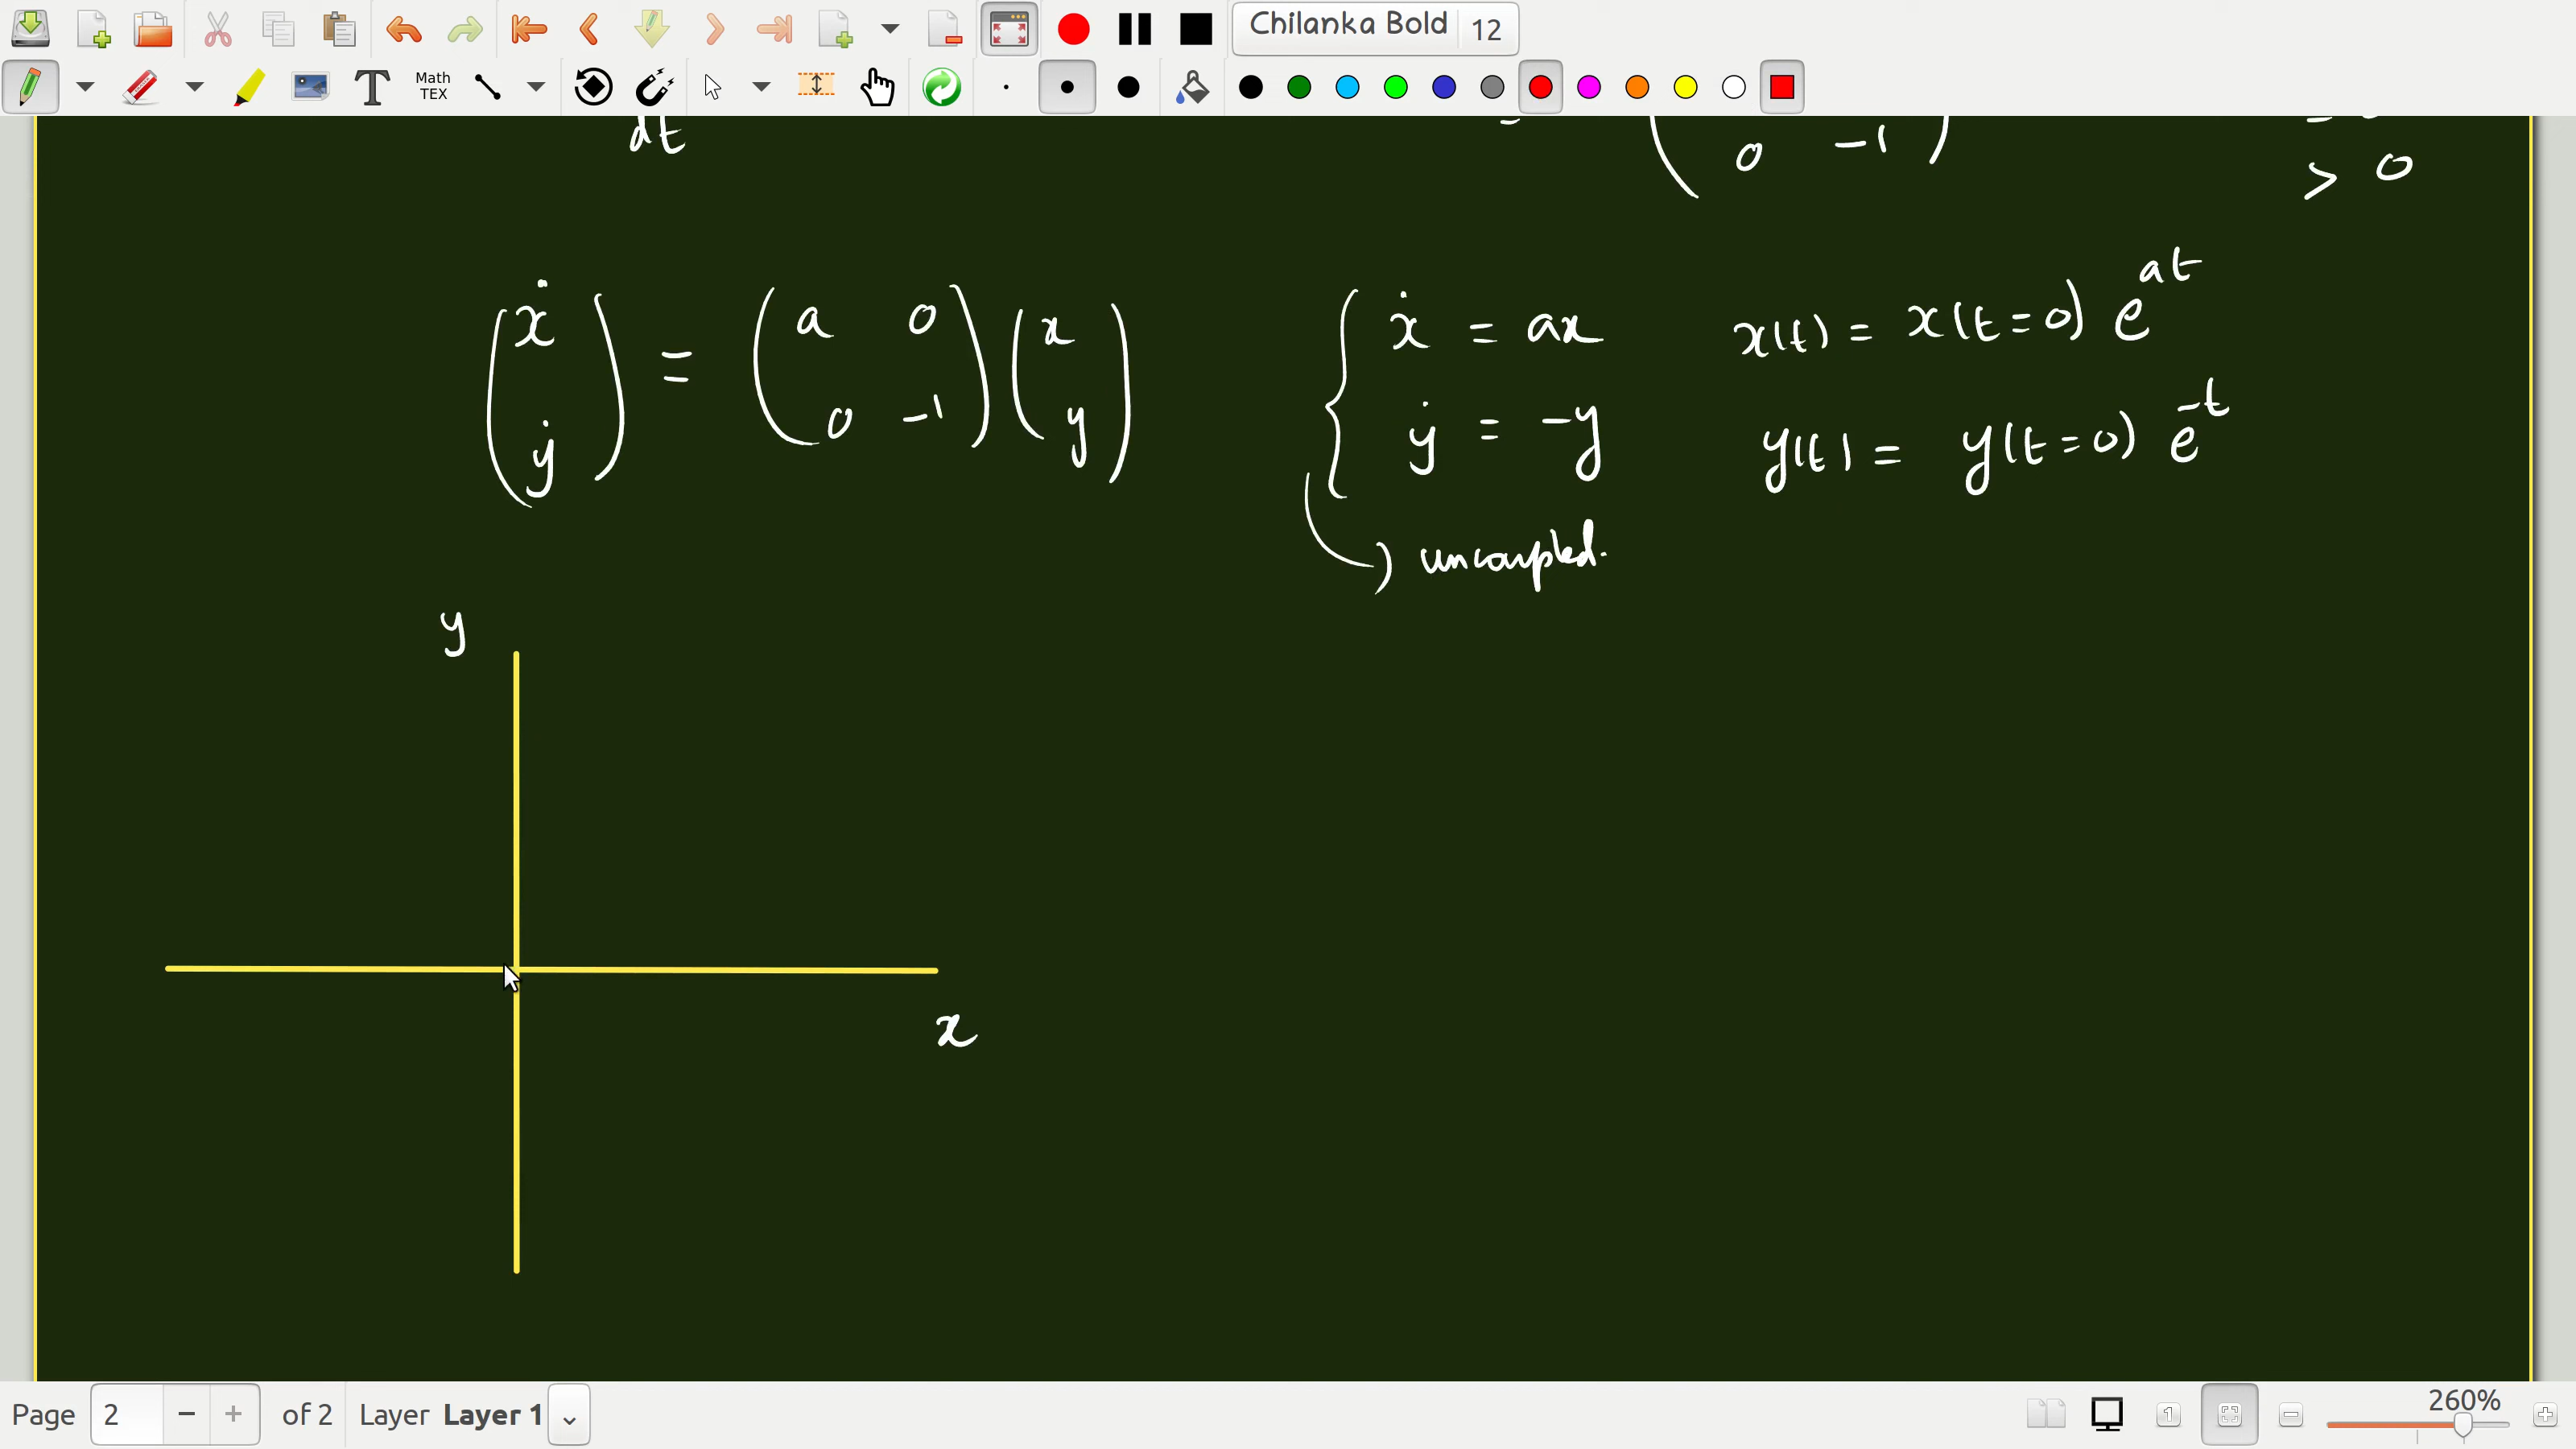 Chilanka Bold 12
Math
TEX
dt = ( 0 -1 ) = > 0
( ẋ ẏ ) = ( a 0 0 -1 ) ( x y )
{ ẋ = ax x(t) = x(t=0) e^{at}
ẏ = -y y(t) = y(t=0) e^{-t}
uncoupled.
y
x
Page 2 of 2 Layer Layer 1 260%